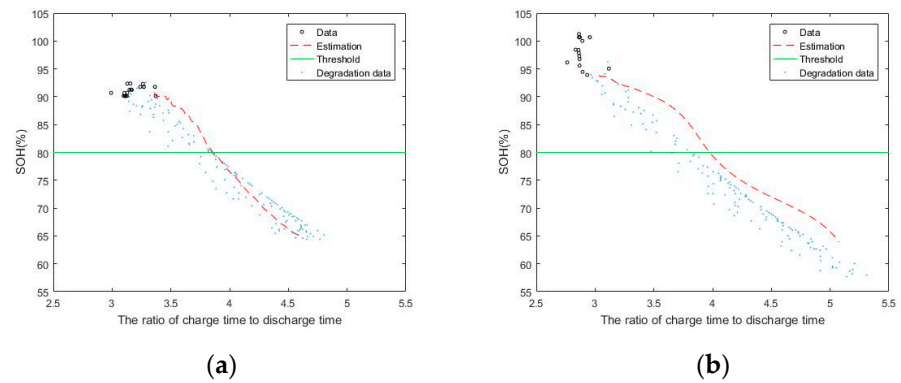 105
100
95
90
85
80
75
70
65
60
55
SOH(%)
Data
Estimation
Threshold
Degradation data
2.5 3 3.5 4 4.5 5 5.5
The ratio of charge time to discharge time
(a)
105
100
95
90
85
80
75
70
65
60
55
SOH(%)
Data
Estimation
Threshold
Degradation data
2.5 3 3.5 4 4.5 5 5.5
The ratio of charge time to discharge time
(b)